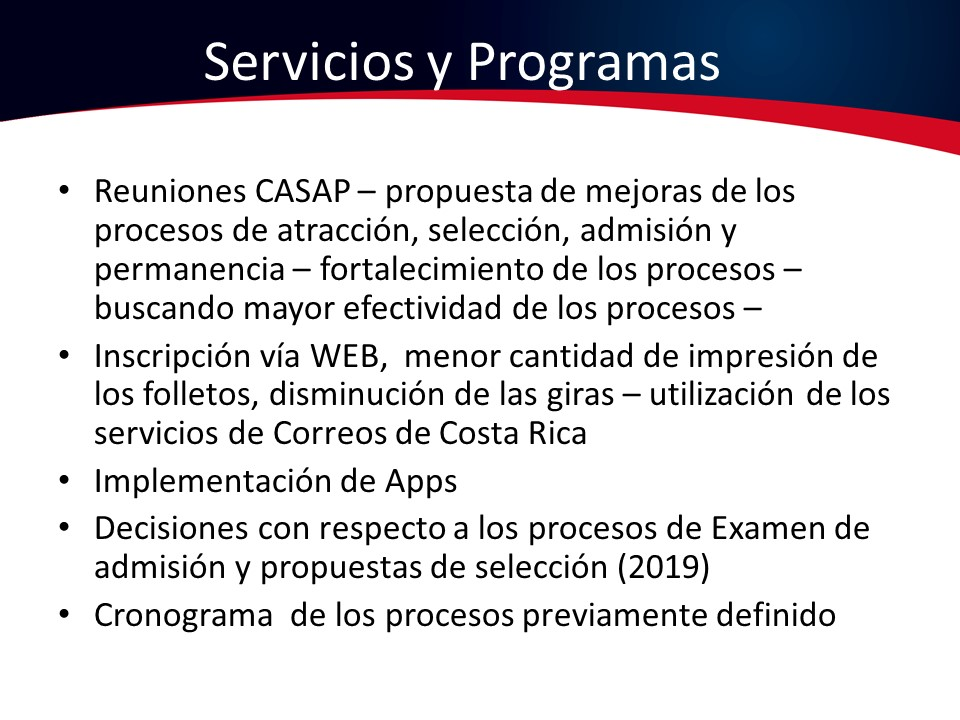 Servicios y Programas
• Reuniones CASAP – propuesta de mejoras de los
procesos de atracción, selección, admisión y
permanencia – fortalecimiento de los procesos –
buscando mayor efectividad de los procesos –
• Inscripción vía WEB,  menor cantidad de impresión de
los folletos, disminución de las giras – utilización de los
servicios de Correos de Costa Rica
• Implementación de Apps
• Decisiones con respecto a los procesos de Examen de
admisión y propuestas de selección (2019)
• Cronograma  de los procesos previamente definido